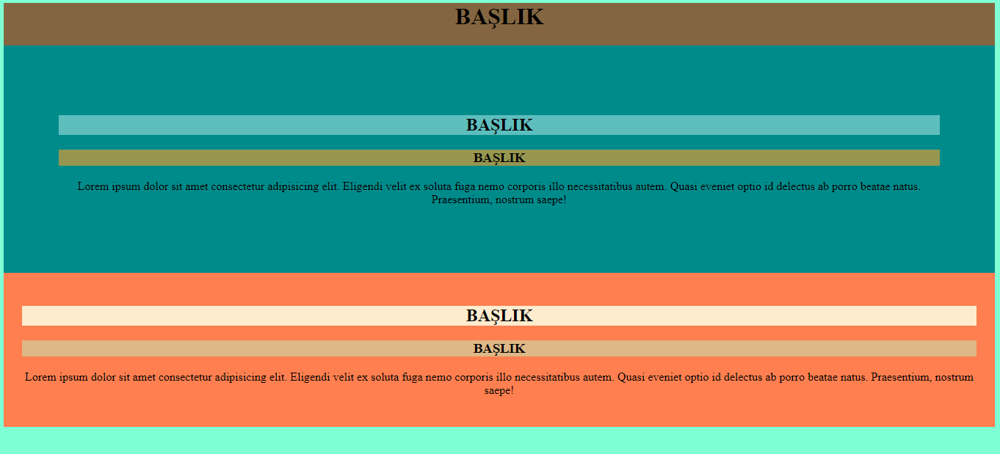 BAŞLIK
BAŞLIK
BAŞLIK
Lorem ipsum dolor sit amet consectetur adipisicing elit. Eligendi velit ex soluta fuga nemo corporis illo necessitatibus autem. Quasi eveniet optio id delectus ab porro beatae natus.
Praesentium, nostrum saepe!
BAŞLIK
BAŞLIK
Lorem ipsum dolor sit amet consectetur adipisicing elit. Eligendi velit ex soluta fuga nemo corporis illo necessitatibus autem. Quasi eveniet optio id delectus ab porro beatae natus. Praesentium, nostrum
saepe!